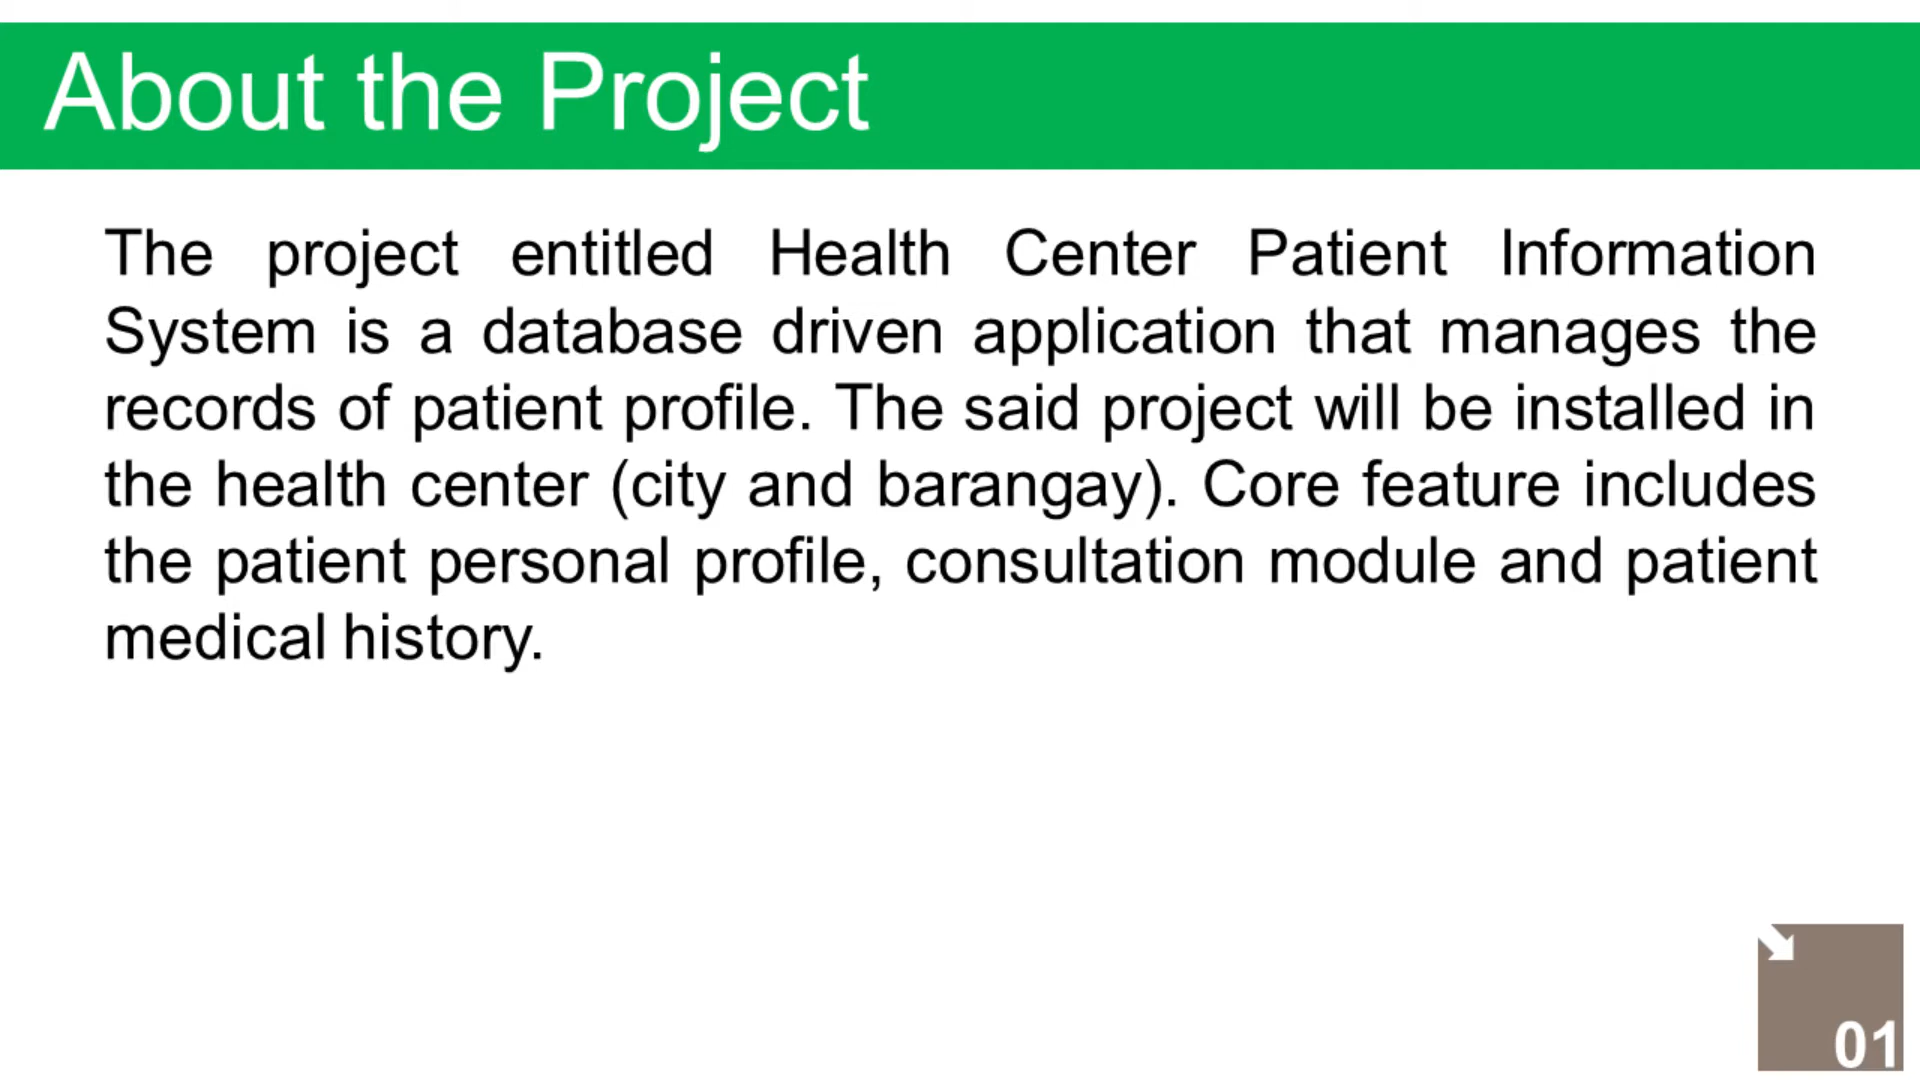 About the Project
The project entitled Health Center Patient Information
System is a database driven application that manages the
records of patient profile. The said project will be installed in
the health center (city and barangay). Core feature includes
the patient personal profile, consultation module and patient
medical history.
01